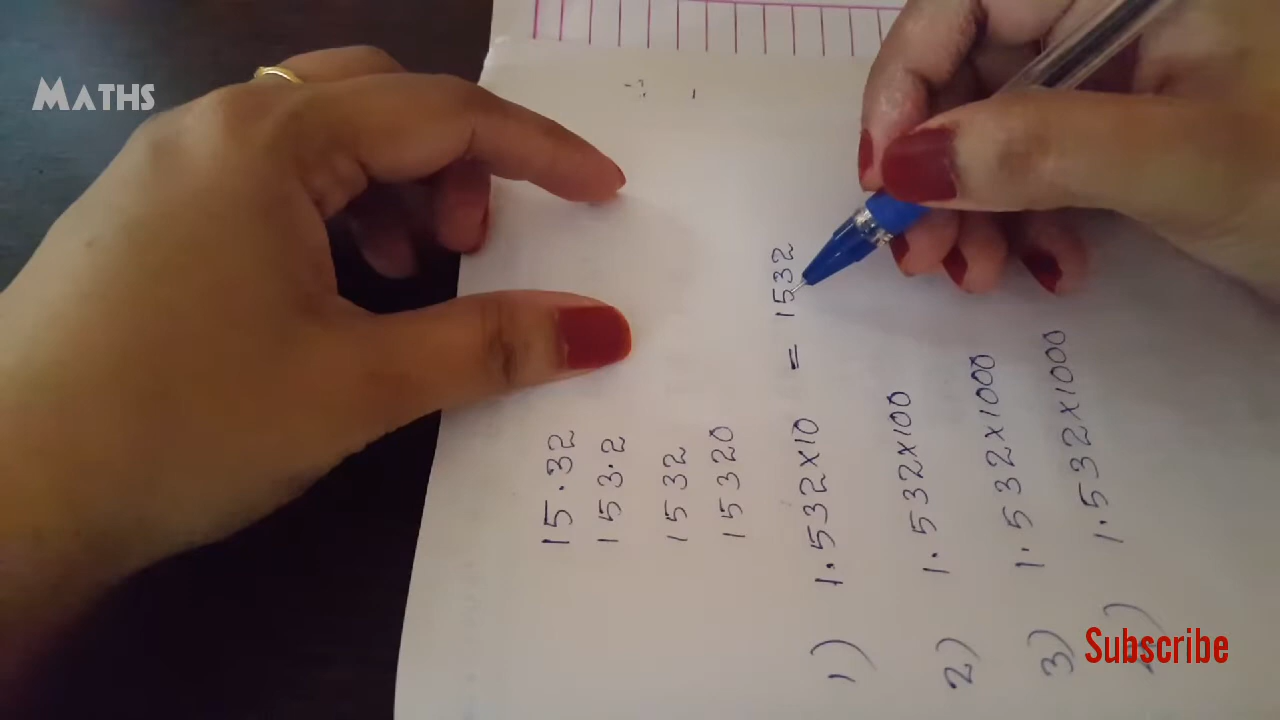 MATHS
15.32
153.2
1532
15320
1) 1.532x10 = 1532
2) 1.532x100
3) 1.532x1000
1.532x1000
Subscribe